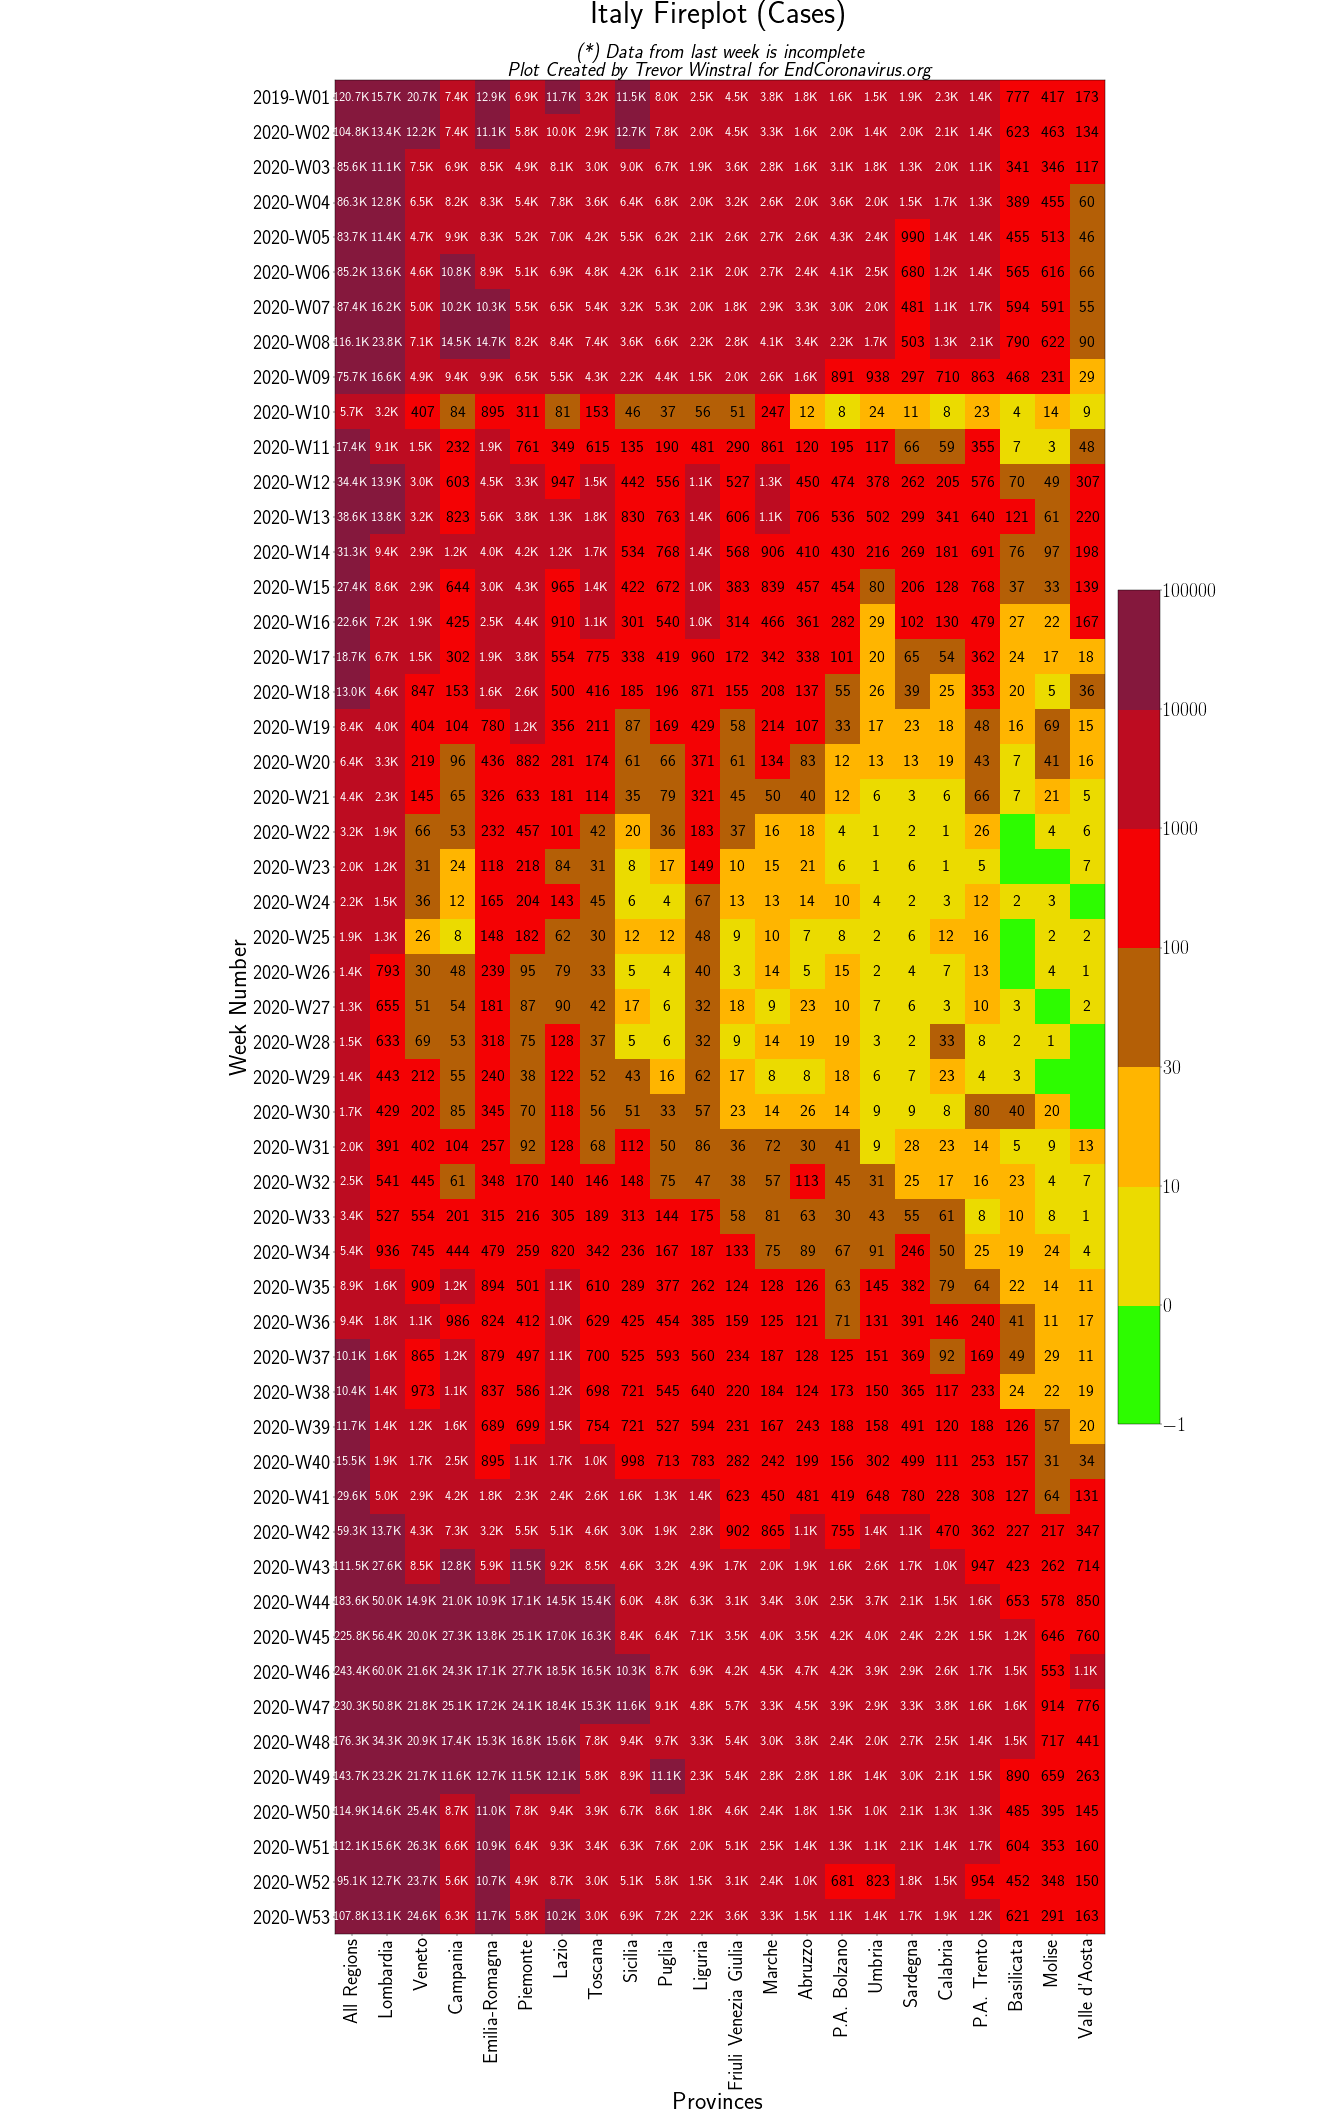 Italy Fireplot (Cases)
(*) Data from last week is incomplete
Plot Created by Trevor Winstral for EndCoronavirus.org
2019-W01 120.7K 15.7K 20.7K 7.4K 12.9K 6.9K 11.7K 3.2K 11.5K 8.0K 2.5K 4.5K 3.8K 1.8K 1.6K 1.5K 1.9K 2.3K 1.4K 777 417 173
2020-W02 104.8K 13.4K 12.2K 7.4K 11.1K 5.8K 10.0K 2.9K 12.7K 7.8K 2.0K 4.5K 3.3K 1.6K 2.0K 1.4K 2.0K 2.1K 1.4K 623 463 134
2020-W03 85.6K 11.1K 7.5K 6.9K 8.5K 4.9K 8.1K 3.0K 9.0K 6.7K 1.9K 3.6K 2.8K 1.6K 3.1K 1.8K 1.3K 2.0K 1.1K 341 346 117
2020-W04 86.3K 12.8K 6.5K 8.2K 8.3K 5.4K 7.8K 3.6K 6.4K 6.8K 2.0K 3.2K 2.6K 2.0K 3.6K 2.0K 1.5K 1.7K 1.3K 389 455 60
2020-W05 83.7K 11.4K 4.7K 9.9K 8.3K 5.2K 7.0K 4.2K 5.5K 6.2K 2.1K 2.6K 2.7K 2.6K 4.3K 2.4K 990 1.4K 1.4K 455 513 46
2020-W06 85.2K 13.6K 4.6K 10.8K 8.9K 5.1K 6.9K 4.8K 4.2K 6.1K 2.1K 2.0K 2.7K 2.4K 4.1K 2.5K 680 1.2K 1.4K 565 616 66
2020-W07 87.4K 16.2K 5.0K 10.2K 10.3K 5.5K 6.5K 5.4K 3.2K 5.3K 2.0K 1.8K 2.9K 3.3K 3.0K 2.0K 481 1.1K 1.7K 594 591 55
2020-W08 116.1K 23.8K 7.1K 14.5K 14.7K 8.2K 8.4K 7.4K 3.6K 6.6K 2.2K 2.8K 4.1K 3.4K 2.2K 1.7K 503 1.3K 2.1K 790 622 90
2020-W09 75.7K 16.6K 4.9K 9.4K 9.9K 6.5K 5.5K 4.3K 2.2K 4.4K 1.5K 2.0K 2.6K 1.6K 891 938 297 710 863 468 231 29
2020-W10 5.7K 3.2K 407 84 895 311 81 153 46 37 56 51 247 12 8 24 11 8 23 4 14 9
2020-W11 17.4K 9.1K 1.5K 232 1.9K 761 349 615 135 190 481 290 861 120 195 117 66 59 355 7 3 48
2020-W12 34.4K 13.9K 3.0K 603 4.5K 3.3K 947 1.5K 442 556 1.1K 527 1.3K 450 474 378 262 205 576 70 49 307
2020-W13 38.6K 13.8K 3.2K 823 5.6K 3.8K 1.3K 1.8K 830 763 1.4K 606 1.1K 706 536 502 299 341 640 121 61 220
2020-W14 31.3K 9.4K 2.9K 1.2K 4.0K 4.2K 1.2K 1.7K 534 768 1.4K 568 906 410 430 216 269 181 691 76 97 198
2020-W15 27.4K 8.6K 2.9K 644 3.0K 4.3K 965 1.4K 422 672 1.0K 383 839 457 454 80 206 128 768 37 33 139
2020-W16 22.6K 7.2K 1.9K 425 2.5K 4.4K 910 1.1K 301 540 1.0K 314 466 361 282 29 102 130 479 27 22 167
2020-W17 18.7K 6.7K 1.5K 302 1.9K 3.8K 554 775 338 419 960 172 342 338 101 20 65 54 362 24 17 18
2020-W18 13.0K 4.6K 847 153 1.6K 2.6K 500 416 185 196 871 155 208 137 55 26 39 25 353 20 5 36
2020-W19 8.4K 4.0K 404 104 780 1.2K 356 211 87 169 429 58 214 107 33 17 23 18 48 16 69 15
2020-W20 6.4K 3.3K 219 96 436 882 281 174 61 66 371 61 134 83 12 13 13 19 43 7 41 16
2020-W21 4.4K 2.3K 145 65 326 633 181 114 35 79 321 45 50 40 12 6 3 6 66 7 21 5
2020-W22 3.2K 1.9K 66 53 232 457 101 42 20 36 183 37 16 18 4 1 2 1 26 4 6
2020-W23 2.0K 1.2K 31 24 118 218 84 31 8 17 149 10 15 21 6 1 6 1 5 7
2020-W24 2.2K 1.5K 36 12 165 204 143 45 6 4 67 13 13 14 10 4 2 3 12 2 3
2020-W25 1.9K 1.3K 26 8 148 182 62 30 12 12 48 9 10 7 8 2 6 12 16 2 2
2020-W26 1.4K 793 30 48 239 95 79 33 5 4 40 3 14 5 15 2 4 7 13 4 1
2020-W27 1.3K 655 51 54 181 87 90 42 17 6 32 18 9 23 10 7 6 3 10 3 2
2020-W28 1.5K 633 69 53 318 75 128 37 5 6 32 9 14 19 19 3 2 33 8 2 1
2020-W29 1.4K 443 212 55 240 38 122 52 43 16 62 17 8 8 18 6 7 23 4 3
2020-W30 1.7K 429 202 85 345 70 118 56 51 33 57 23 14 26 14 9 9 8 80 40 20
2020-W31 2.0K 391 402 104 257 92 128 68 112 50 86 36 72 30 41 9 28 23 14 5 9 13
2020-W32 2.5K 541 445 61 348 170 140 146 148 75 47 38 57 113 45 31 25 17 16 23 4 7
2020-W33 3.4K 527 554 201 315 216 305 189 313 144 175 58 81 63 30 43 55 61 8 10 8 1
2020-W34 5.4K 936 745 444 479 259 820 342 236 167 187 133 75 89 67 91 246 50 25 19 24 4
2020-W35 8.9K 1.6K 909 1.2K 894 501 1.1K 610 289 377 262 124 128 126 63 145 382 79 64 22 14 11
2020-W36 9.4K 1.8K 1.1K 986 824 412 1.0K 629 425 454 385 159 125 121 71 131 391 146 240 41 11 17
2020-W37 10.1K 1.6K 865 1.2K 879 497 1.1K 700 525 593 560 234 187 128 125 151 369 92 169 49 29 11
2020-W38 10.4K 1.4K 973 1.1K 837 586 1.2K 698 721 545 640 220 184 124 173 150 365 117 233 24 22 19
2020-W39 11.7K 1.4K 1.2K 1.6K 689 699 1.5K 754 721 527 594 231 167 243 188 158 491 120 188 126 57 20
2020-W40 15.5K 1.9K 1.7K 2.5K 895 1.1K 1.7K 1.0K 998 713 783 282 242 199 156 302 499 111 253 157 31 34
2020-W41 29.6K 5.0K 2.9K 4.2K 1.8K 2.3K 2.4K 2.6K 1.6K 1.3K 1.4K 623 450 481 419 648 780 228 308 127 64 131
2020-W42 59.3K 13.7K 4.3K 7.3K 3.2K 5.5K 5.1K 4.6K 3.0K 1.9K 2.8K 902 865 1.1K 755 1.4K 1.1K 470 362 227 217 347
2020-W43 111.5K 27.6K 8.5K 12.8K 5.9K 11.5K 9.2K 8.5K 4.6K 3.2K 4.9K 1.7K 2.0K 1.9K 1.6K 2.6K 1.7K 1.0K 947 423 262 714
2020-W44 183.6K 50.0K 14.9K 21.0K 10.9K 17.1K 14.5K 15.4K 6.0K 4.8K 6.3K 3.1K 3.4K 3.0K 2.5K 3.7K 2.1K 1.5K 1.6K 653 578 850
2020-W45 225.8K 56.4K 20.0K 27.3K 13.8K 25.1K 17.0K 16.3K 8.4K 6.4K 7.1K 3.5K 4.0K 3.5K 4.2K 4.0K 2.4K 2.2K 1.5K 1.2K 646 760
2020-W46 243.4K 60.0K 21.6K 24.3K 17.1K 27.7K 18.5K 16.5K 10.3K 8.7K 6.9K 4.2K 4.5K 4.7K 4.2K 3.9K 2.9K 2.6K 1.7K 1.5K 553 1.1K
2020-W47 230.3K 50.8K 21.8K 25.1K 17.2K 24.1K 18.4K 15.3K 11.6K 9.1K 4.8K 5.7K 3.3K 4.5K 3.9K 2.9K 3.3K 3.8K 1.6K 1.6K 914 776
2020-W48 176.3K 34.3K 20.9K 17.4K 15.3K 16.8K 15.6K 7.8K 9.4K 9.7K 3.3K 5.4K 3.0K 3.8K 2.4K 2.0K 2.7K 2.5K 1.4K 1.5K 717 441
2020-W49 143.7K 23.2K 21.7K 11.6K 12.7K 11.5K 12.1K 5.8K 8.9K 11.1K 2.3K 5.4K 2.8K 2.8K 1.8K 1.4K 3.0K 2.1K 1.5K 890 659 263
2020-W50 114.9K 14.6K 25.4K 8.7K 11.0K 7.8K 9.4K 3.9K 6.7K 8.6K 1.8K 4.6K 2.4K 1.8K 1.5K 1.0K 2.1K 1.3K 1.3K 485 395 145
2020-W51 112.1K 15.6K 26.3K 6.6K 10.9K 6.4K 9.3K 3.4K 6.3K 7.6K 2.0K 5.1K 2.5K 1.4K 1.3K 1.1K 2.1K 1.4K 1.7K 604 353 160
2020-W52 95.1K 12.7K 23.7K 5.6K 10.7K 4.9K 8.7K 3.0K 5.1K 5.8K 1.5K 3.1K 2.4K 1.0K 681 823 1.8K 1.5K 954 452 348 150
2020-W53 107.8K 13.1K 24.6K 6.3K 11.7K 5.8K 10.2K 3.0K 6.9K 7.2K 2.2K 3.6K 3.3K 1.5K 1.1K 1.4K 1.7K 1.9K 1.2K 621 291 163
Week Number
All Regions
Lombardia
Veneto
Campania
Emilia-Romagna
Piemonte
Lazio
Toscana
Sicilia
Puglia
Liguria
Friuli Venezia Giulia
Marche
Abruzzo
P.A. Bolzano
Umbria
Sardegna
Calabria
P.A. Trento
Basilicata
Molise
Valle d'Aosta
Provinces
100000
10000
1000
100
30
10
0
−1